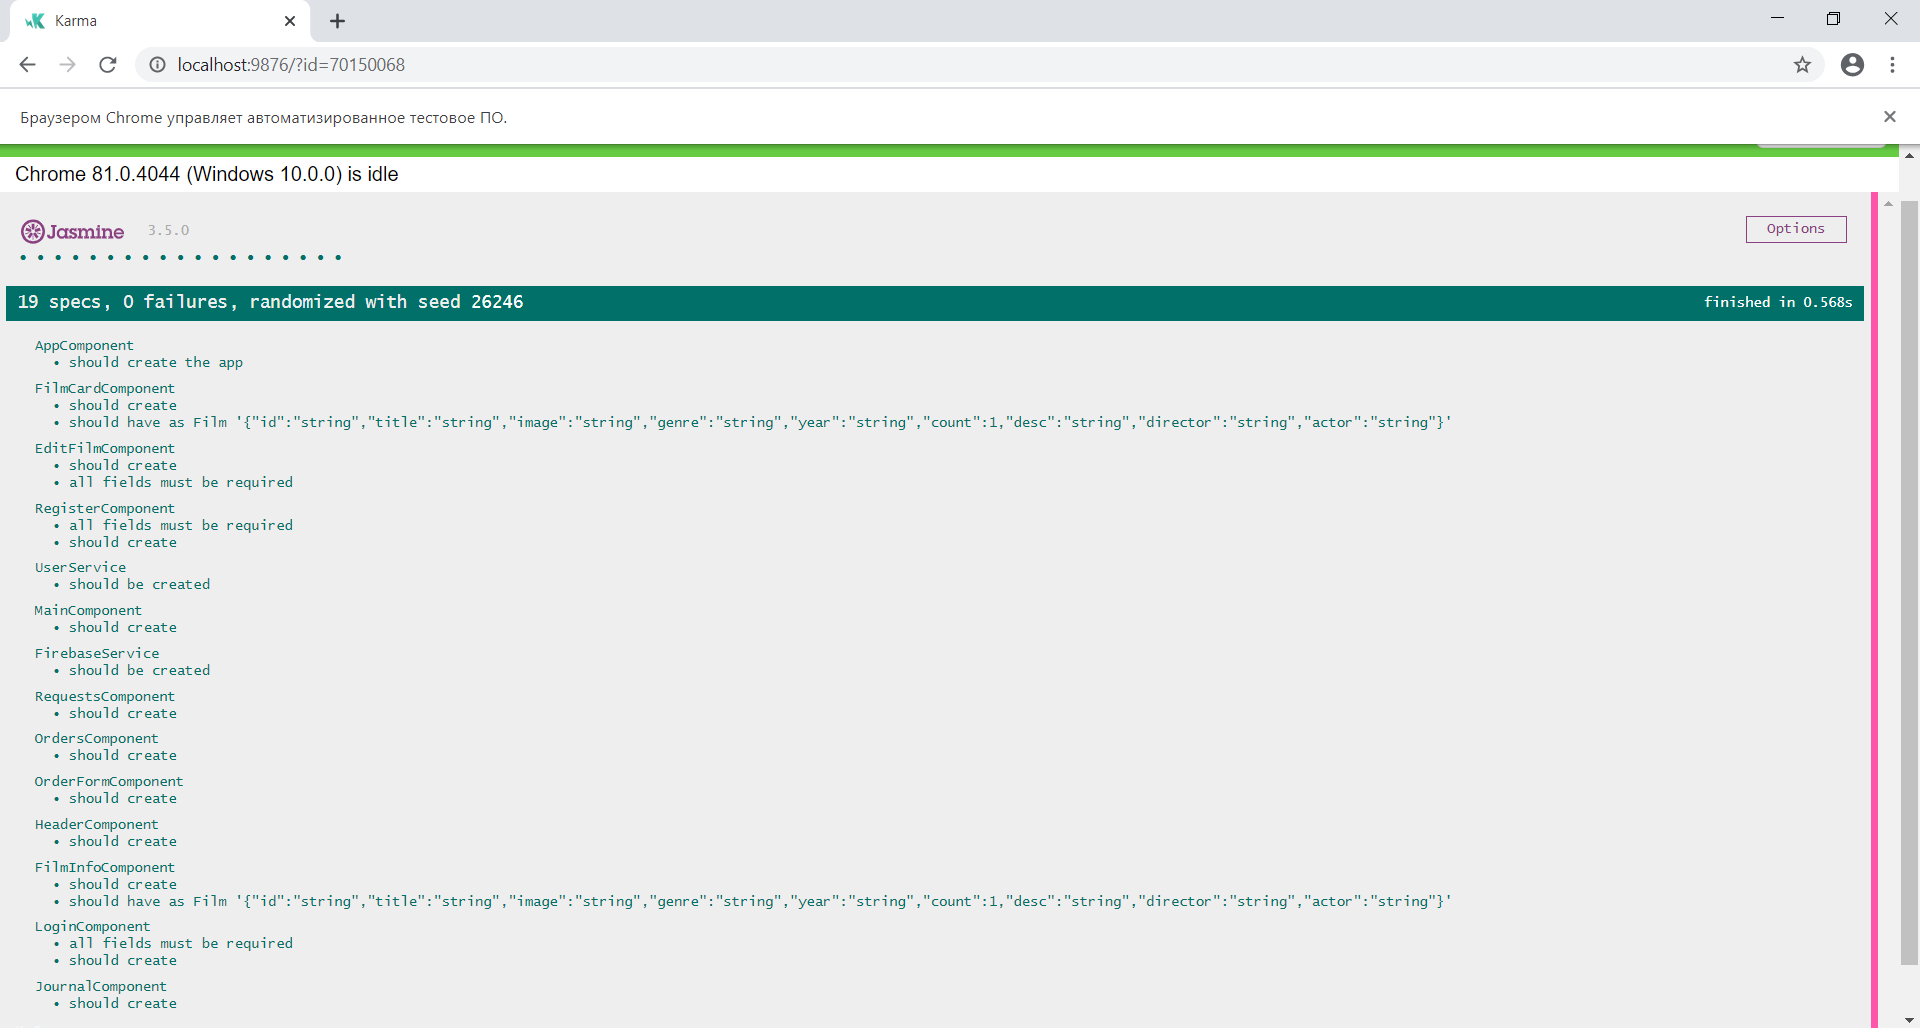 Karma
localhost:9876/?id=70150068
Браузером Chrome управляет автоматизированное тестовое ПО.
Chrome 81.0.4044 (Windows 10.0.0) is idle
Jasmine 3.5.0
Options
19 specs, 0 failures, randomized with seed 26246
finished in 0.568s
AppComponent
• should create the app
FilmCardComponent
• should create
• should have as Film '{"id":"string","title":"string","image":"string","genre":"string","year":"string","count":1,"desc":"string","director":"string","actor":"string"}'
EditFilmComponent
• should create
• all fields must be required
RegisterComponent
• all fields must be required
• should create
UserService
• should be created
MainComponent
• should create
FirebaseService
• should be created
RequestsComponent
• should create
OrdersComponent
• should create
OrderFormComponent
• should create
HeaderComponent
• should create
FilmInfoComponent
• should create
• should have as Film '{"id":"string","title":"string","image":"string","genre":"string","year":"string","count":1,"desc":"string","director":"string","actor":"string"}'
LoginComponent
• all fields must be required
• should create
JournalComponent
• should create